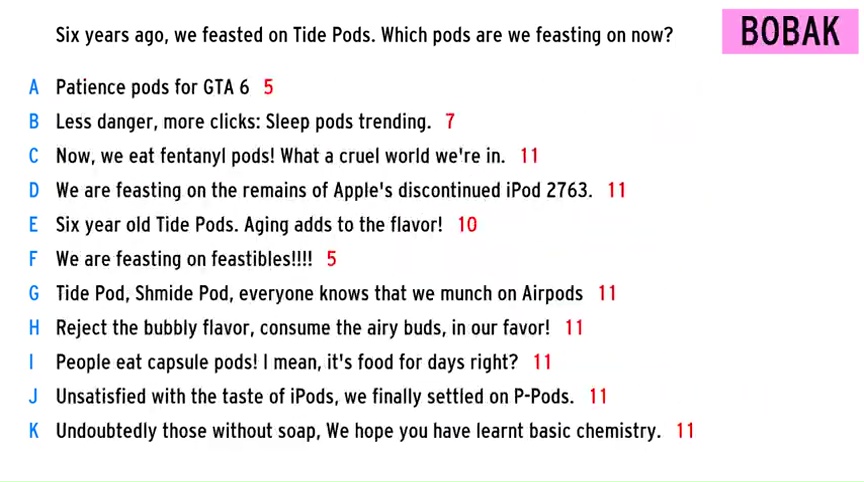 Six years ago, we feasted on Tide Pods. Which pods are we feasting on now?
BOBAK
A Patience pods for GTA 6 5
B Less danger, more clicks: Sleep pods trending. 7
C Now, we eat fentanyl pods! What a cruel world we're in. 11
D We are feasting on the remains of Apple's discontinued iPod 2763. 11
E Six year old Tide Pods. Aging adds to the flavor! 10
F We are feasting on feastibles!!!! 5
G Tide Pod, Shmide Pod, everyone knows that we munch on Airpods 11
H Reject the bubbly flavor, consume the airy buds, in our favor! 11
I People eat capsule pods! I mean, it's food for days right? 11
J Unsatisfied with the taste of iPods, we finally settled on P-Pods. 11
K Undoubtedly those without soap, We hope you have learnt basic chemistry. 11